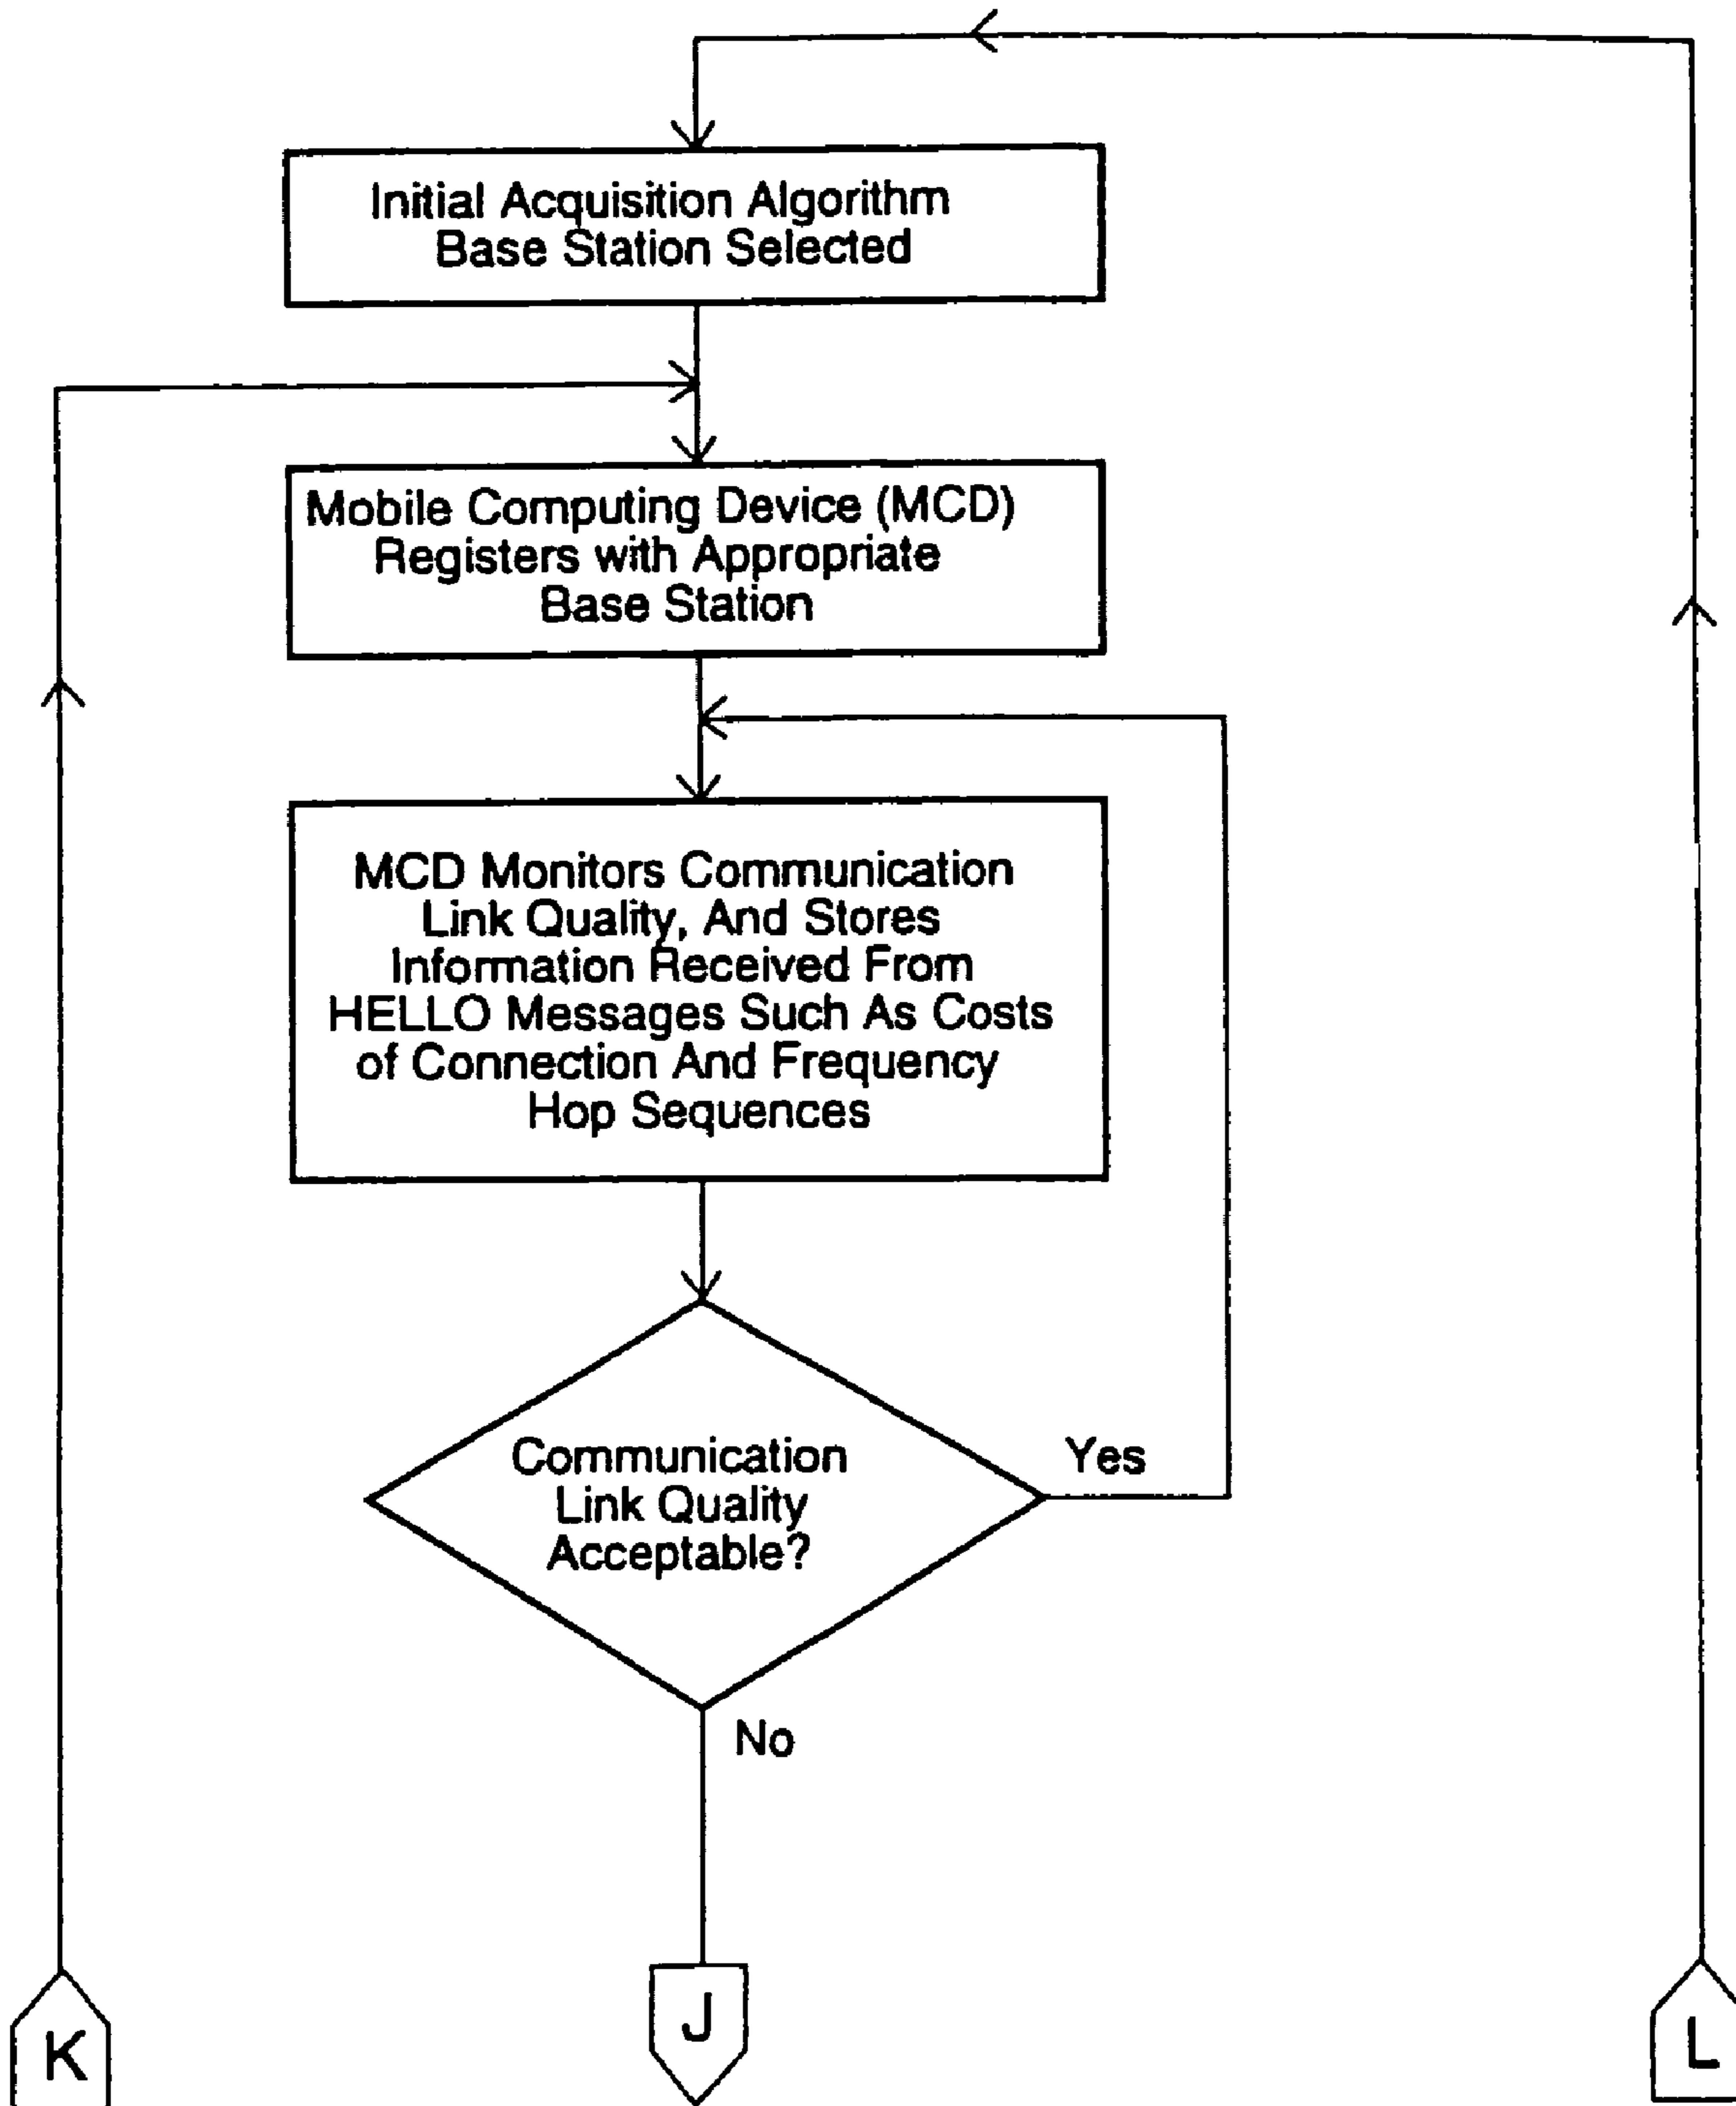 Initial Acquisition Algorithm
Base Station Selected
Mobile Computing Device (MCD)
Registers with Appropriate
Base Station
MCD Monitors Communication
Link Quality, And Stores
Information Received From
HELLO Messages Such As Costs
of Connection And Frequency
Hop Sequences
Communication
Link Quality
Acceptable?
Yes
No
K
J
L